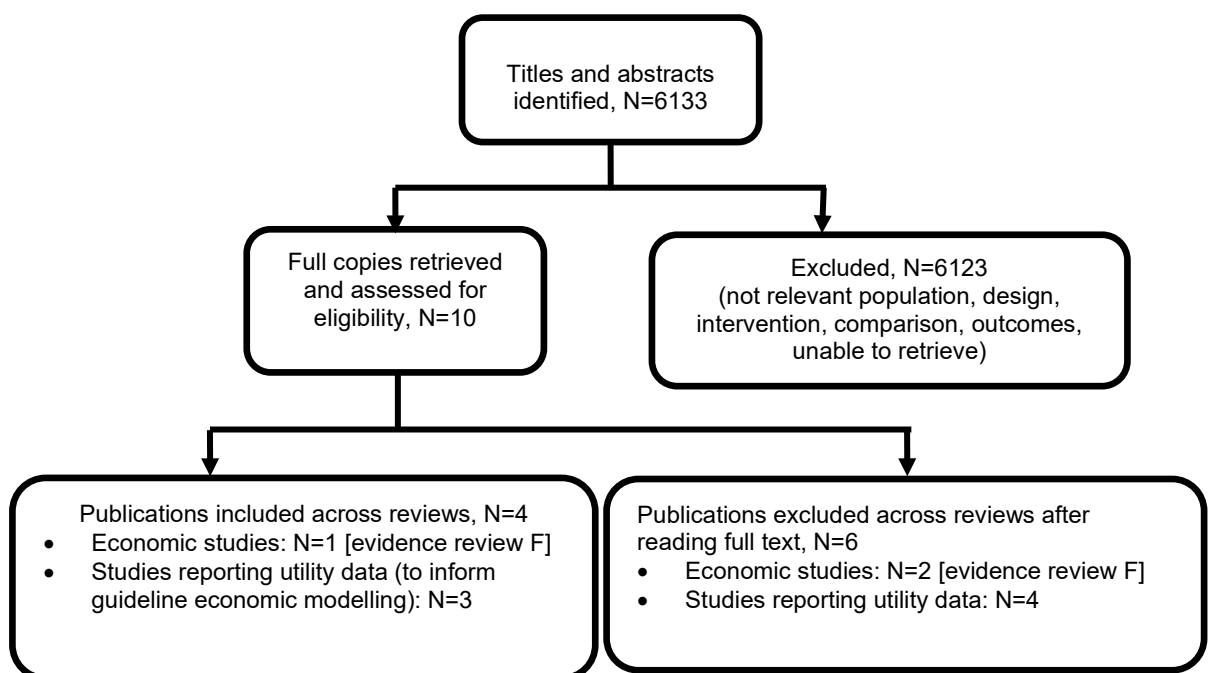 Titles and abstracts
identified, N=6133
Full copies retrieved
and assessed for
eligibility, N=10
Excluded, N=6123
(not relevant population, design,
intervention, comparison, outcomes,
unable to retrieve)
Publications included across reviews, N=4
• Economic studies: N=1 [evidence review F]
• Studies reporting utility data (to inform
guideline economic modelling): N=3
Publications excluded across reviews after
reading full text, N=6
• Economic studies: N=2 [evidence review F]
• Studies reporting utility data: N=4